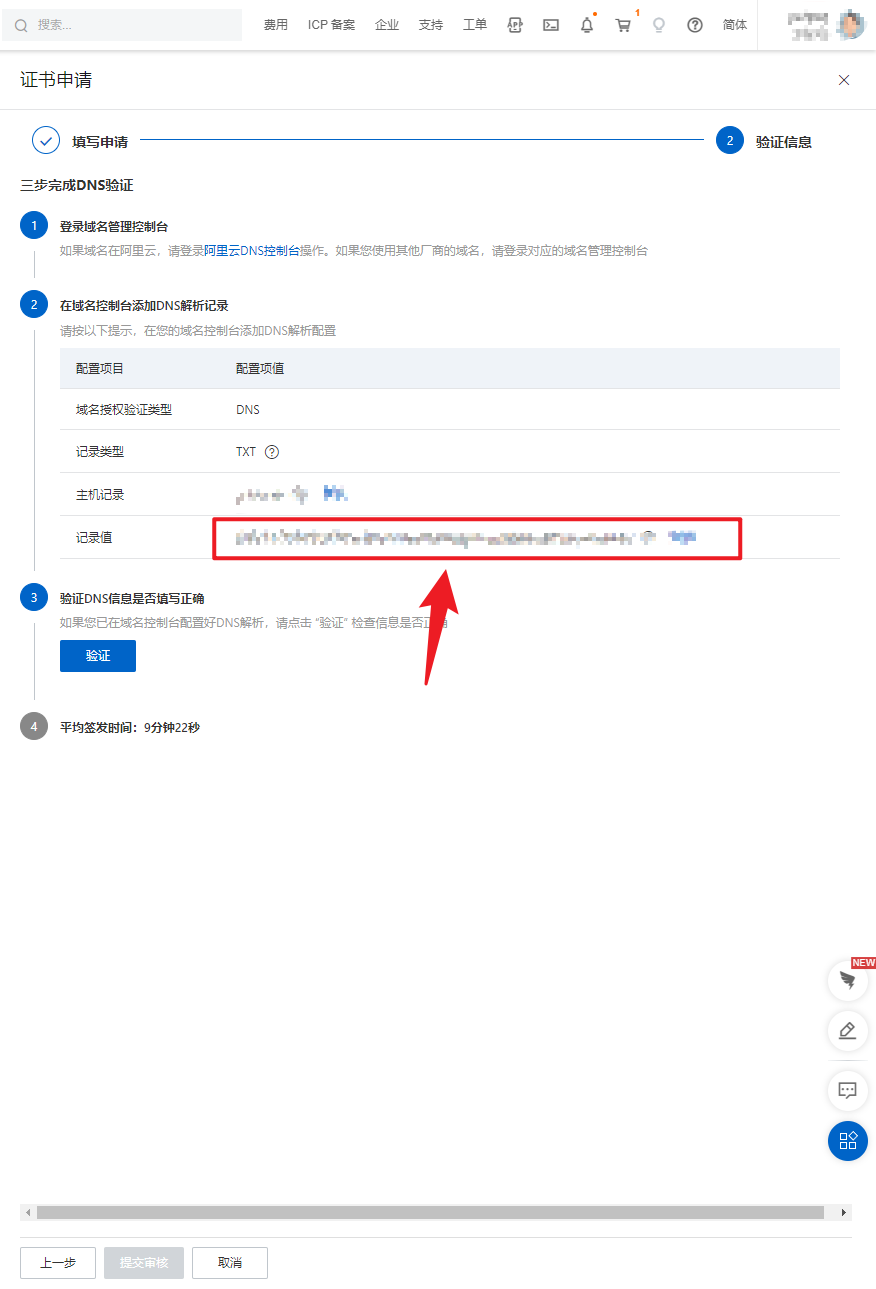 搜索...
费用 ICP 备案 企业 支持 工单 1 简体
证书申请
填写申请 2 验证信息
三步完成DNS验证
1 登录域名管理控制台
如果域名在阿里云，请登录阿里云DNS控制台操作。如果您使用其他厂商的域名，请登录对应的域名管理控制台
2 在域名控制台添加DNS解析记录
请按以下提示，在您的域名控制台添加DNS解析配置
配置项目 配置项值
域名授权验证类型 DNS
记录类型 TXT ?
主机记录
记录值
3 验证DNS信息是否填写正确
如果您已在域名控制台配置好DNS解析，请点击 “验证” 检查信息是否正确
验证
4 平均签发时间：9分钟22秒
NEW
上一步 提交审核 取消